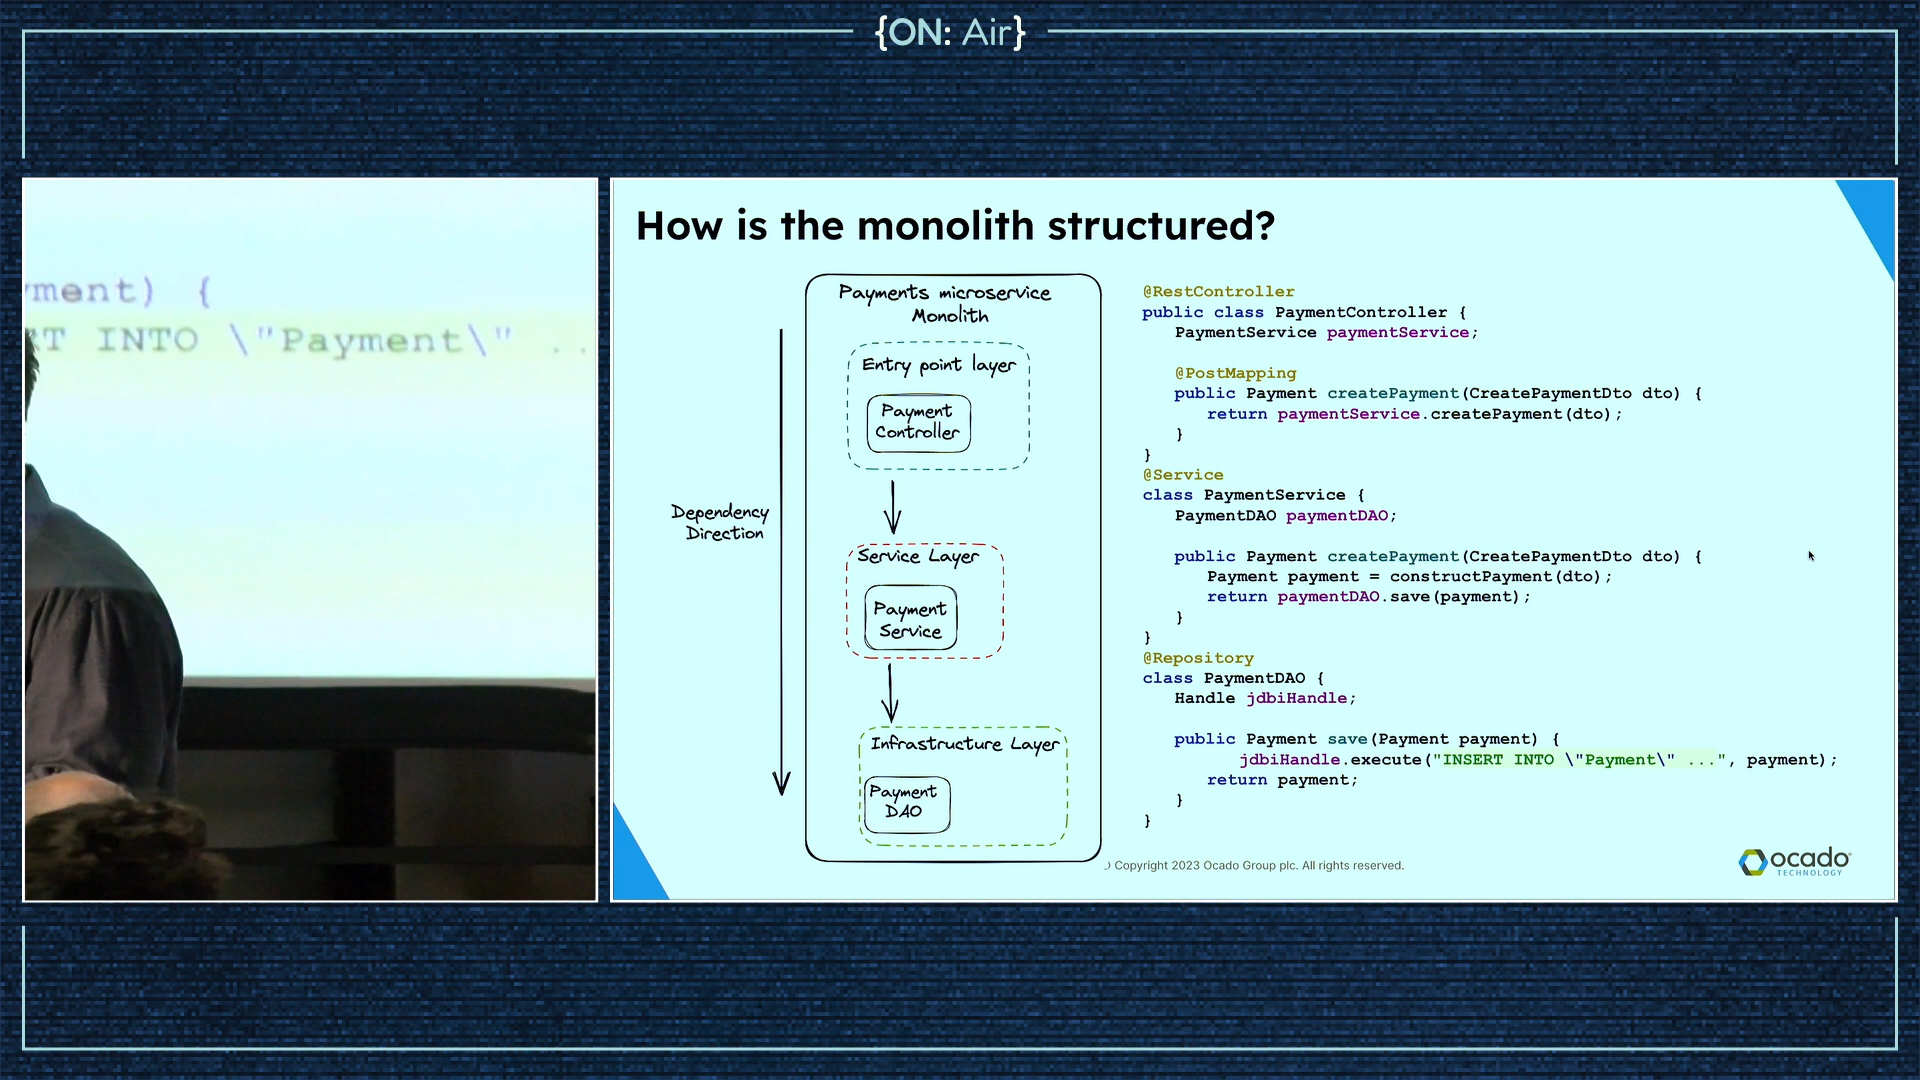 {ON: Air}
ment) {
RT INTO \"Payment\" ..
How is the monolith structured?
Payments microservice
Monolith
Entry point layer
Payment
Controller
Dependency
Direction
Service Layer
Payment
Service
Infrastructure Layer
Payment
DAO
@RestController
public class PaymentController {
PaymentService paymentService;
@PostMapping
public Payment createPayment(CreatePaymentDto dto) {
return paymentService.createPayment(dto);
}
}
@Service
class PaymentService {
PaymentDAO paymentDAO;
public Payment createPayment(CreatePaymentDto dto) {
Payment payment = constructPayment(dto);
return paymentDAO.save(payment);
}
}
@Repository
class PaymentDAO {
Handle jdbiHandle;
public Payment save(Payment payment) {
jdbiHandle.execute("INSERT INTO \"Payment\" ...", payment);
return payment;
}
}
Copyright 2023 Ocado Group plc. All rights reserved.
ocado
TECHNOLOGY